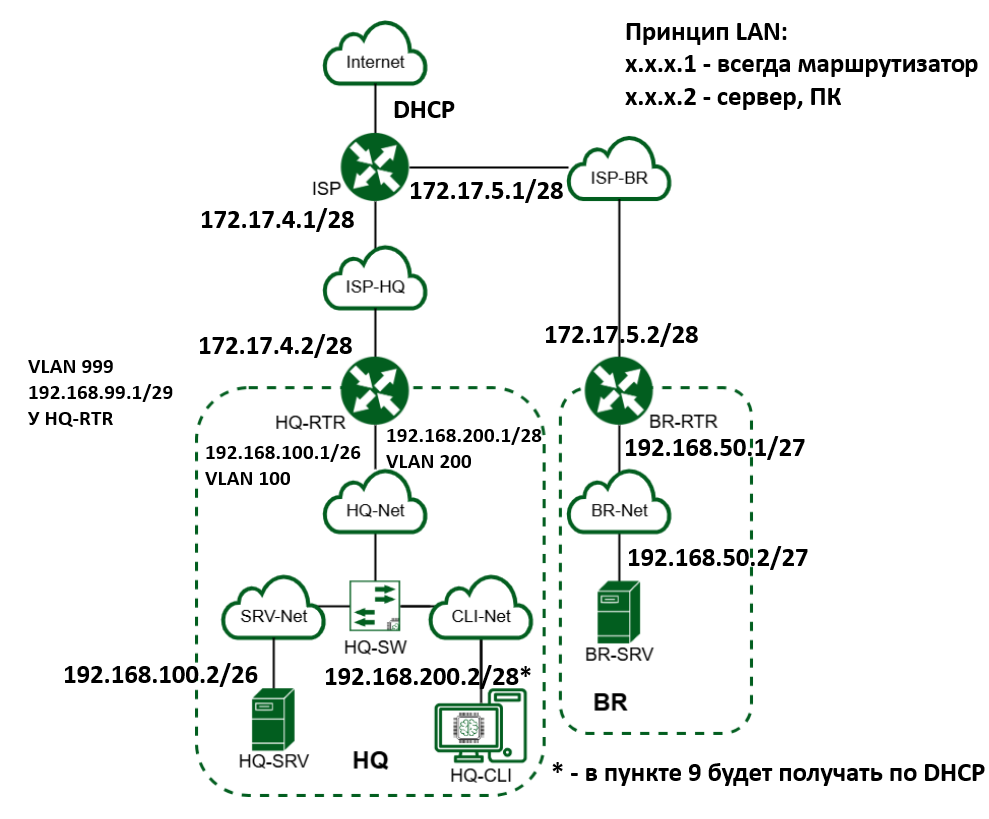 Принцип LAN:
x.x.x.1 - всегда маршрутизатор
x.x.x.2 - сервер, ПК
Internet
DHCP
ISP
172.17.5.1/28
ISP-BR
172.17.4.1/28
ISP-HQ
172.17.4.2/28
172.17.5.2/28
VLAN 999
192.168.99.1/29
У HQ-RTR
HQ-RTR
BR-RTR
192.168.100.1/26
VLAN 100
192.168.200.1/28
VLAN 200
192.168.50.1/27
HQ-Net
BR-Net
192.168.50.2/27
SRV-Net
CLI-Net
HQ-SW
BR-SRV
192.168.100.2/26
192.168.200.2/28*
BR
HQ-SRV
HQ
HQ-CLI
* - в пункте 9 будет получать по DHCP